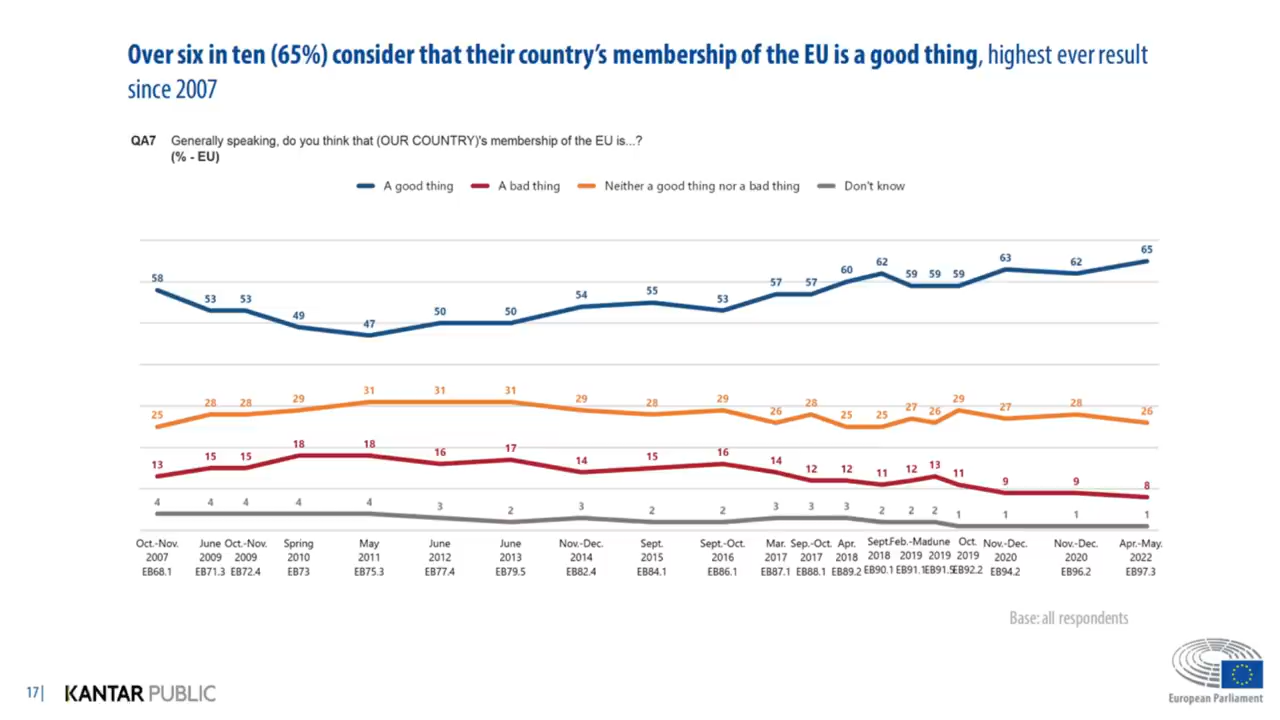 Over six in ten (65%) consider that their country's membership of the EU is a good thing, highest ever result
since 2007
QA7 Generally speaking, do you think that (OUR COUNTRY)'s membership of the EU is...?
(% - EU)
A good thing A bad thing Neither a good thing nor a bad thing Don't know
58 53 53 49 47 50 50 54 55 53 57 57 60 62 59 59 59 63 62 65
25 28 28 29 31 31 31 29 28 29 26 28 25 25 27 26 29 27 28 26
13 15 15 18 18 16 17 14 15 16 14 12 12 11 12 13 11 9 9 8
4 4 4 4 4 3 2 3 2 2 3 3 3 2 2 2 1 1 1 1
Oct.-Nov. June Oct.-Nov. Spring May June June Nov.-Dec. Sept. Sept.-Oct. Mar. Sep.-Oct. Apr. Sept. Feb.-Ma June Oct. Nov.-Dec. Nov.-Dec. Apr.-May.
2007 2009 2009 2010 2011 2012 2013 2014 2015 2016 2017 2017 2018 2018 2019 2019 2019 2020 2020 2022
EB68.1 EB71.3 EB72.4 EB73 EB75.3 EB77.4 EB79.5 EB82.4 EB84.1 EB86.1 EB87.1 EB88.1 EB89.2 EB90.1 EB91.1 EB91.5 EB92.2 EB94.2 EB96.2 EB97.3
Base: all respondents
17| KANTAR PUBLIC
European Parliament